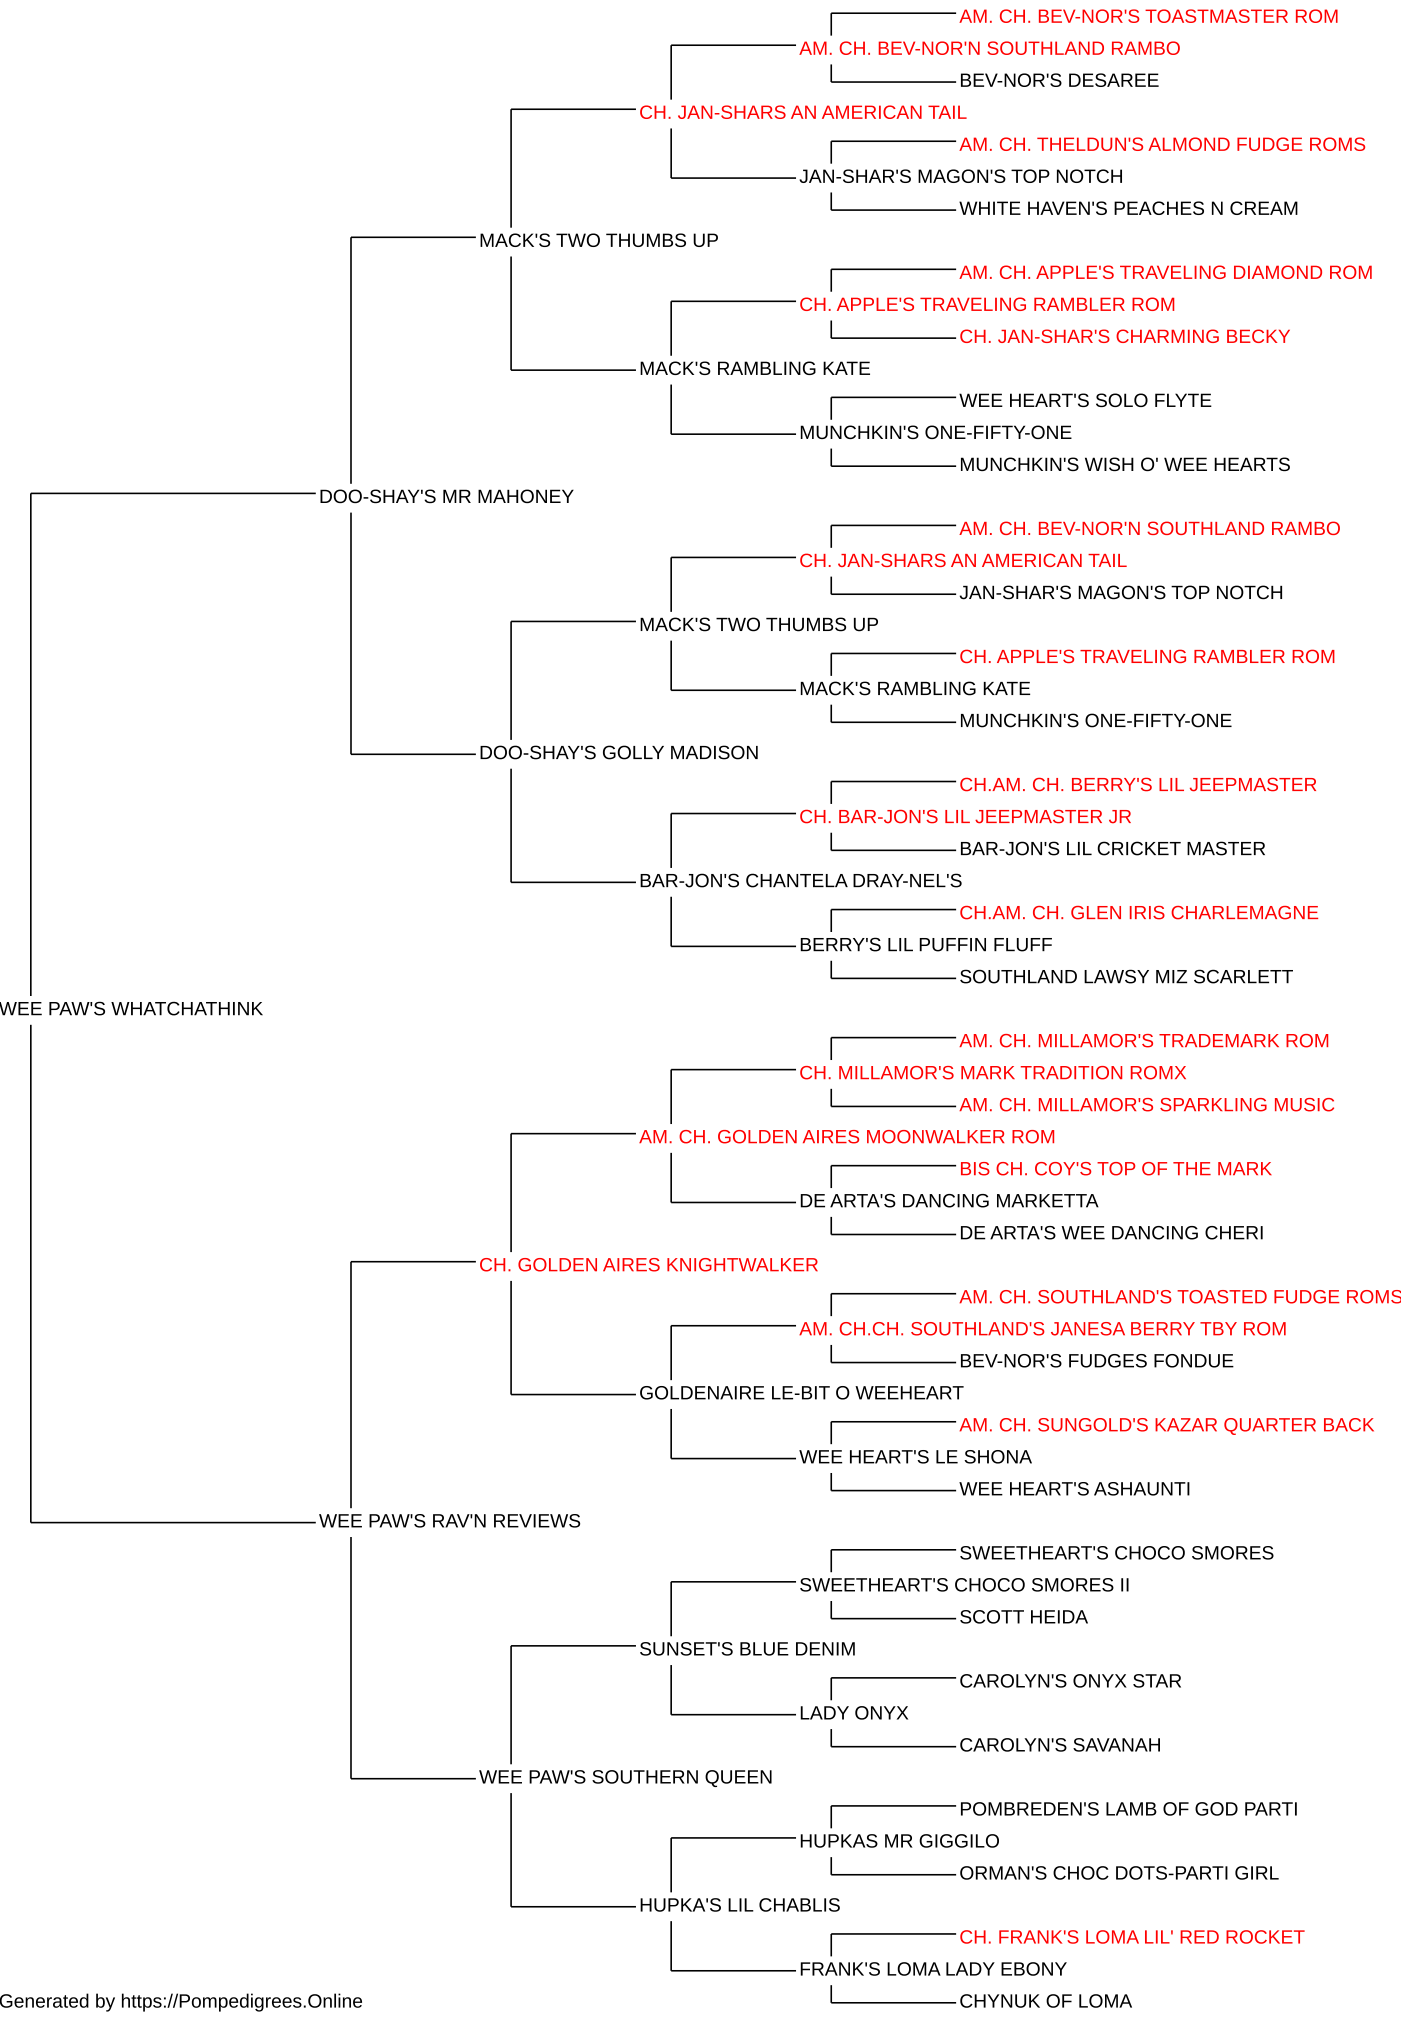 AM. CH. BEV-NOR'S TOASTMASTER ROM
AM. CH. BEV-NOR'N SOUTHLAND RAMBO
BEV-NOR'S DESAREE
CH. JAN-SHARS AN AMERICAN TAIL
AM. CH. THELDUN'S ALMOND FUDGE ROMS
JAN-SHAR'S MAGON'S TOP NOTCH
WHITE HAVEN'S PEACHES N CREAM
MACK'S TWO THUMBS UP
AM. CH. APPLE'S TRAVELING DIAMOND ROM
CH. APPLE'S TRAVELING RAMBLER ROM
CH. JAN-SHAR'S CHARMING BECKY
MACK'S RAMBLING KATE
WEE HEART'S SOLO FLYTE
MUNCHKIN'S ONE-FIFTY-ONE
MUNCHKIN'S WISH O' WEE HEARTS
DOO-SHAY'S MR MAHONEY
AM. CH. BEV-NOR'N SOUTHLAND RAMBO
CH. JAN-SHARS AN AMERICAN TAIL
JAN-SHAR'S MAGON'S TOP NOTCH
MACK'S TWO THUMBS UP
CH. APPLE'S TRAVELING RAMBLER ROM
MACK'S RAMBLING KATE
MUNCHKIN'S ONE-FIFTY-ONE
DOO-SHAY'S GOLLY MADISON
CH.AM. CH. BERRY'S LIL JEEPMASTER
CH. BAR-JON'S LIL JEEPMASTER JR
BAR-JON'S LIL CRICKET MASTER
BAR-JON'S CHANTELA DRAY-NEL'S
CH.AM. CH. GLEN IRIS CHARLEMAGNE
BERRY'S LIL PUFFIN FLUFF
SOUTHLAND LAWSY MIZ SCARLETT
WEE PAW'S WHATCHATHINK
AM. CH. MILLAMOR'S TRADEMARK ROM
CH. MILLAMOR'S MARK TRADITION ROMX
AM. CH. MILLAMOR'S SPARKLING MUSIC
AM. CH. GOLDEN AIRES MOONWALKER ROM
BIS CH. COY'S TOP OF THE MARK
DE ARTA'S DANCING MARKETTA
DE ARTA'S WEE DANCING CHERI
CH. GOLDEN AIRES KNIGHTWALKER
AM. CH. SOUTHLAND'S TOASTED FUDGE ROMS
AM. CH.CH. SOUTHLAND'S JANESA BERRY TBY ROM
BEV-NOR'S FUDGES FONDUE
GOLDENAIRE LE-BIT O WEEHEART
AM. CH. SUNGOLD'S KAZAR QUARTER BACK
WEE HEART'S LE SHONA
WEE HEART'S ASHAUNTI
WEE PAW'S RAV'N REVIEWS
SWEETHEART'S CHOCO SMORES
SWEETHEART'S CHOCO SMORES II
SCOTT HEIDA
SUNSET'S BLUE DENIM
CAROLYN'S ONYX STAR
LADY ONYX
CAROLYN'S SAVANAH
WEE PAW'S SOUTHERN QUEEN
POMBREDEN'S LAMB OF GOD PARTI
HUPKAS MR GIGGILO
ORMAN'S CHOC DOTS-PARTI GIRL
HUPKA'S LIL CHABLIS
CH. FRANK'S LOMA LIL' RED ROCKET
FRANK'S LOMA LADY EBONY
CHYNUK OF LOMA
Generated by https://Pompedigrees.Online